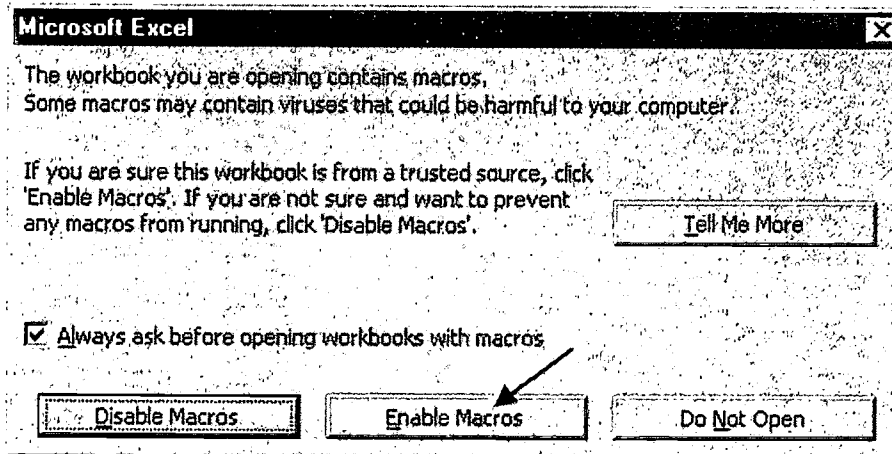 Microsoft Excel
The workbook you are opening contains macros.
Some macros may contain viruses that could be harmful to your computer.
If you are sure this workbook is from a trusted source, click
'Enable Macros'. If you are not sure and want to prevent
any macros from running, click 'Disable Macros'.
Tell Me More
Always ask before opening workbooks with macros
Disable Macros
Enable Macros
Do Not Open